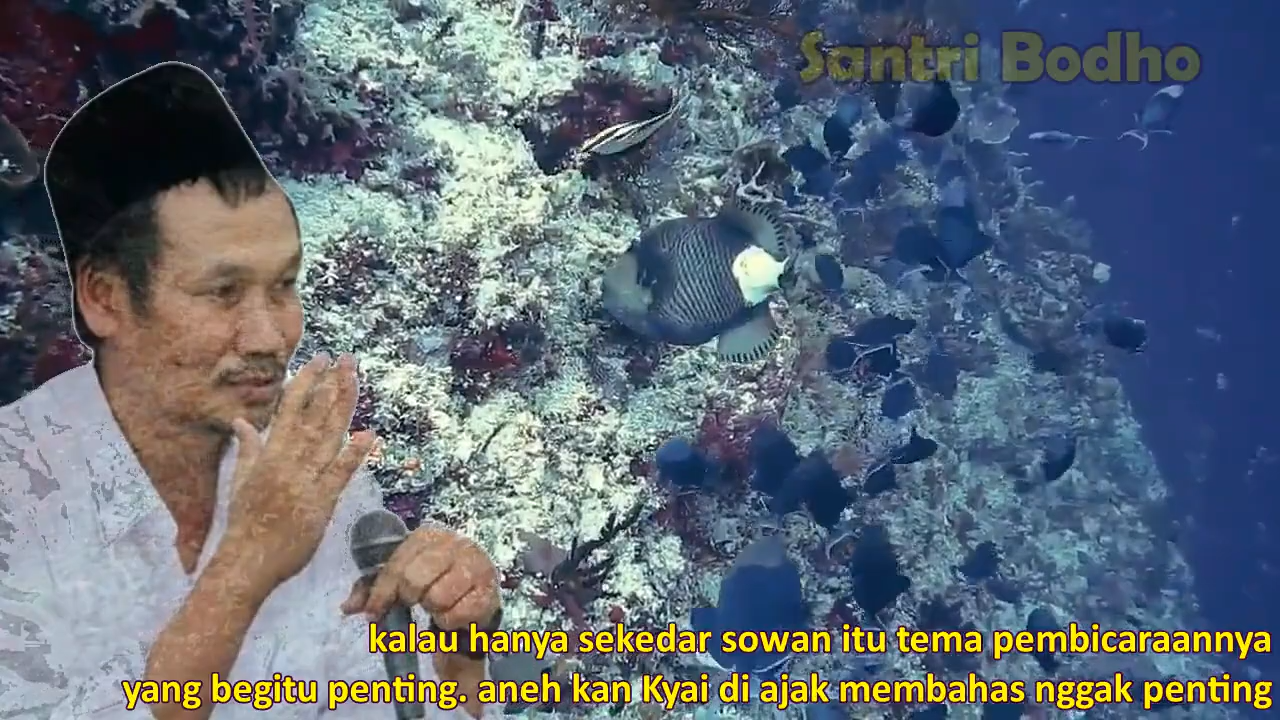 Santri Bodho
kalau hanya sekedar sowan itu tema pembicaraannya
yang begitu penting. aneh kan Kyai di ajak membahas nggak penting